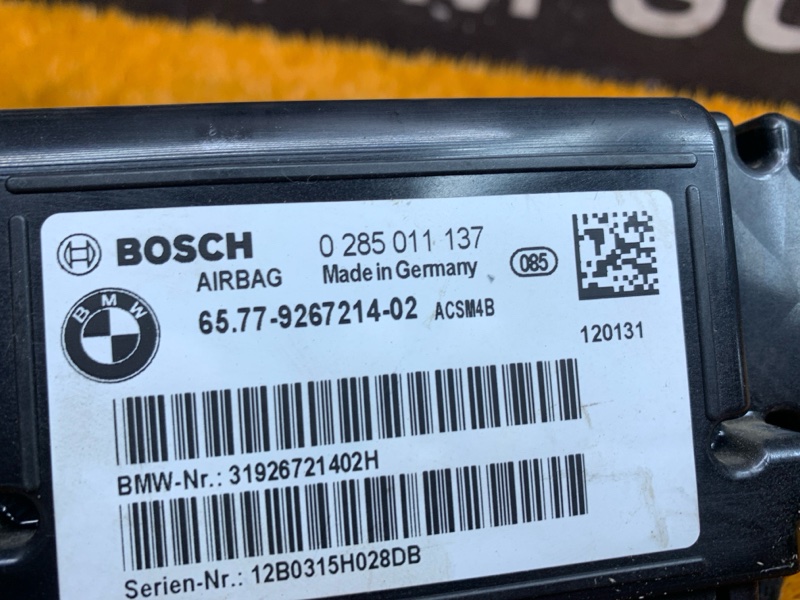 BOSCH 0 285 011 137
AIRBAG Made in Germany 085
BMW 65.77-9267214-02 ACSM4B
120131
BMW-Nr.: 31926721402H
Serien-Nr.: 12B0315H028DB